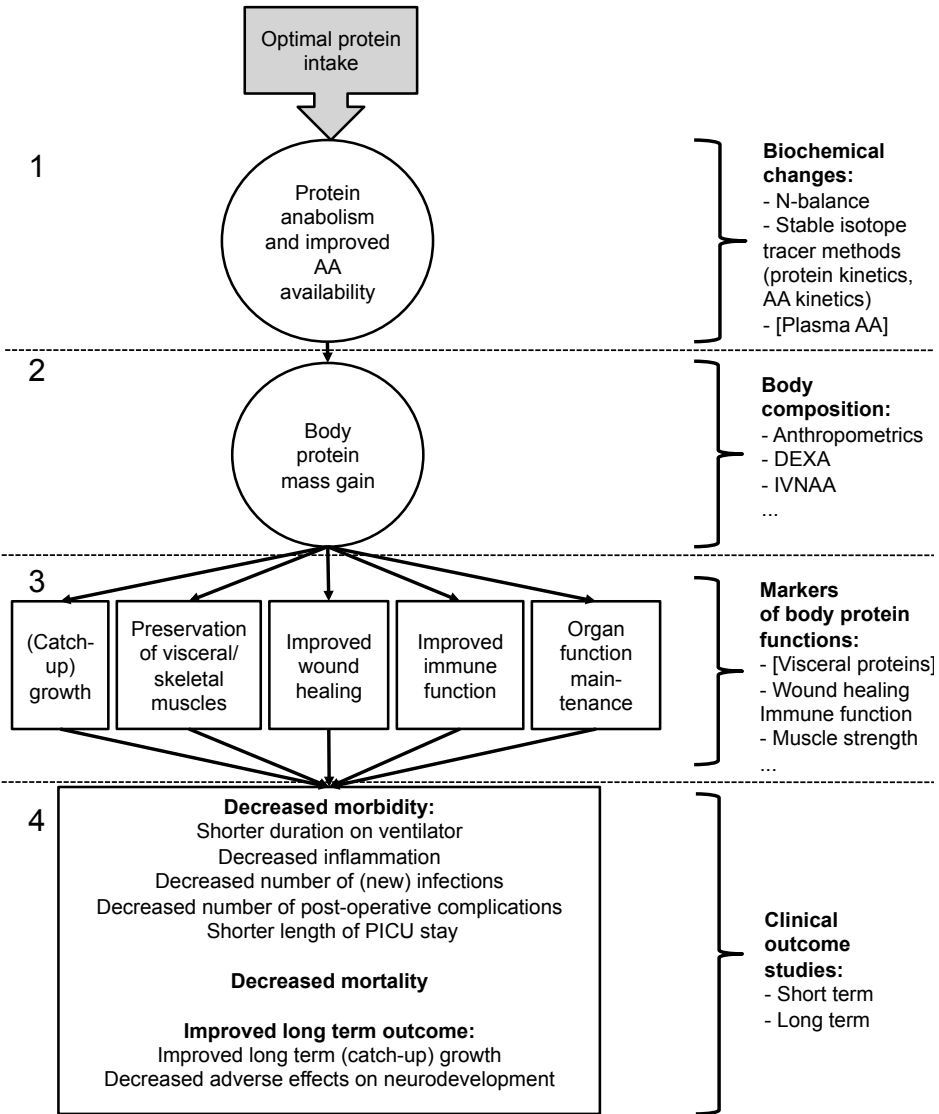 Optimal protein
intake
1
Protein
anabolism
and improved
AA
availability
Biochemical
changes:
- N-balance
- Stable isotope
tracer methods
(protein kinetics,
AA kinetics)
- [Plasma AA]
2
Body
protein
mass gain
Body
composition:
- Anthropometrics
- DEXA
- IVNAA
...
3
(Catch-
up)
growth
Preservation
of visceral/
skeletal
muscles
Improved
wound
healing
Improved
immune
function
Organ
function
main-
tenance
Markers
of body protein
functions:
- [Visceral proteins]
- Wound healing
Immune function
- Muscle strength
...
4
Decreased morbidity:
Shorter duration on ventilator
Decreased inflammation
Decreased number of (new) infections
Decreased number of post-operative complications
Shorter length of PICU stay
Decreased mortality
Improved long term outcome:
Improved long term (catch-up) growth
Decreased adverse effects on neurodevelopment
Clinical
outcome
studies:
- Short term
- Long term